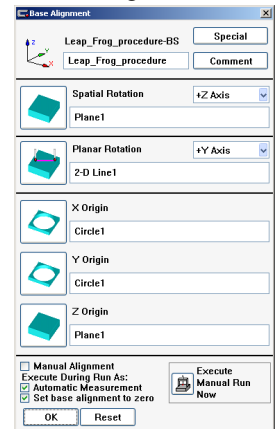 Base Alignment
Leap_Frog_procedure-BS
Special
Leap_Frog_procedure
Comment
Spatial Rotation
+Z Axis
Plane1
Planar Rotation
+Y Axis
2-D Line1
X Origin
Circle1
Y Origin
Circle1
Z Origin
Plane1
Manual Alignment
Execute During Run As:
Automatic Measurement
Set base alignment to zero
Execute
Manual Run
Now
OK
Reset